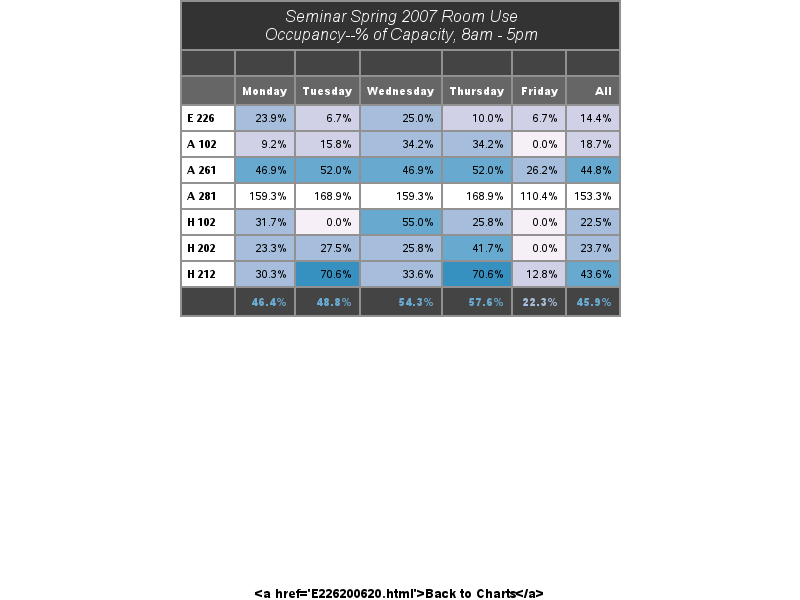 Seminar Spring 2007 Room Use
Occupancy--% of Capacity, 8am - 5pm
Monday Tuesday Wednesday Thursday Friday All
E 226 23.9% 6.7% 25.0% 10.0% 6.7% 14.4%
A 102 9.2% 15.8% 34.2% 34.2% 0.0% 18.7%
A 261 46.9% 52.0% 46.9% 52.0% 26.2% 44.8%
A 281 159.3% 168.9% 159.3% 168.9% 110.4% 153.3%
H 102 31.7% 0.0% 55.0% 25.8% 0.0% 22.5%
H 202 23.3% 27.5% 25.8% 41.7% 0.0% 23.7%
H 212 30.3% 70.6% 33.6% 70.6% 12.8% 43.6%
46.4% 48.8% 54.3% 57.6% 22.3% 45.9%
<a href='E226200620.html'>Back to Charts</a>